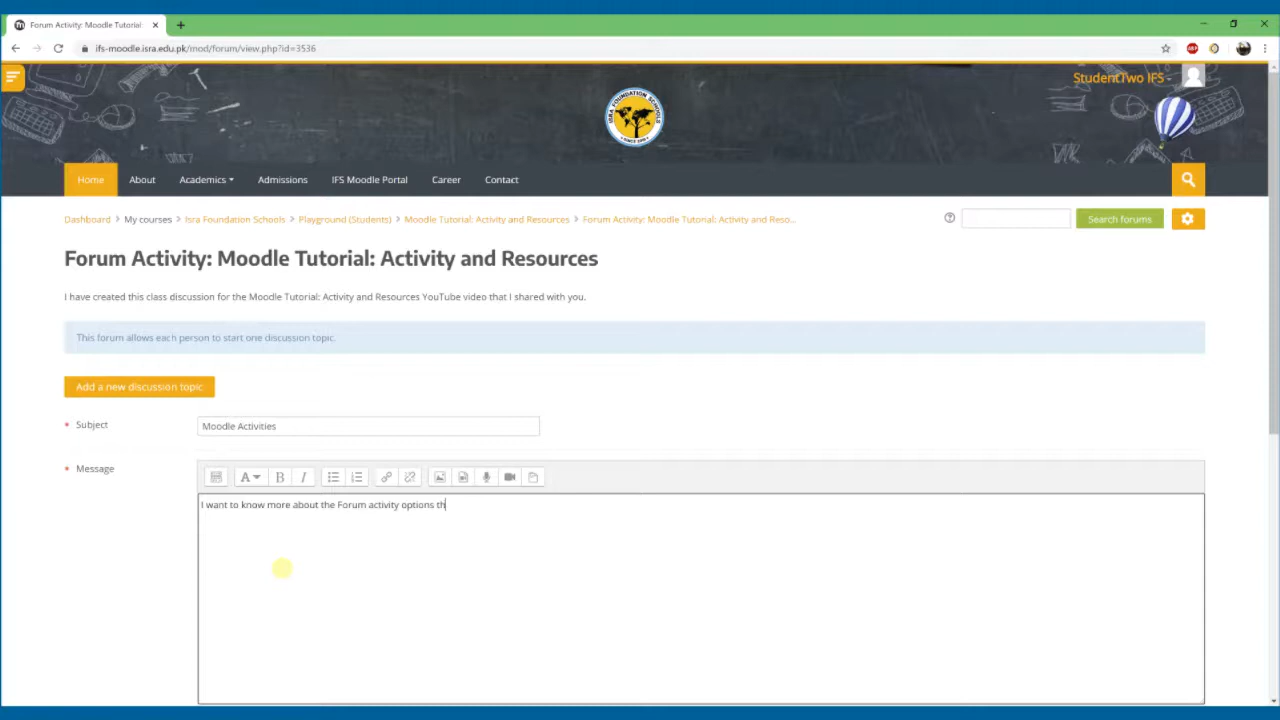 Forum Activity: Moodle Tutorial:
ifs-moodle.isra.edu.pk/mod/forum/view.php?id=3536
ABP
StudentTwo IFS -
ISRA FOUNDATION SCHOOLS
Home About Academics Admissions IFS Moodle Portal Career Contact
Dashboard > My courses > Isra Foundation Schools > Playground (Students) > Moodle Tutorial: Activity and Resources > Forum Activity: Moodle Tutorial: Activity and Reso...
Search forums
Forum Activity: Moodle Tutorial: Activity and Resources
I have created this class discussion for the Moodle Tutorial: Activity and Resources YouTube video that I shared with you.
This forum allows each person to start one discussion topic.
Add a new discussion topic
* Subject
Moodle Activities
* Message
A B I
I want to know more about the Forum activity options th